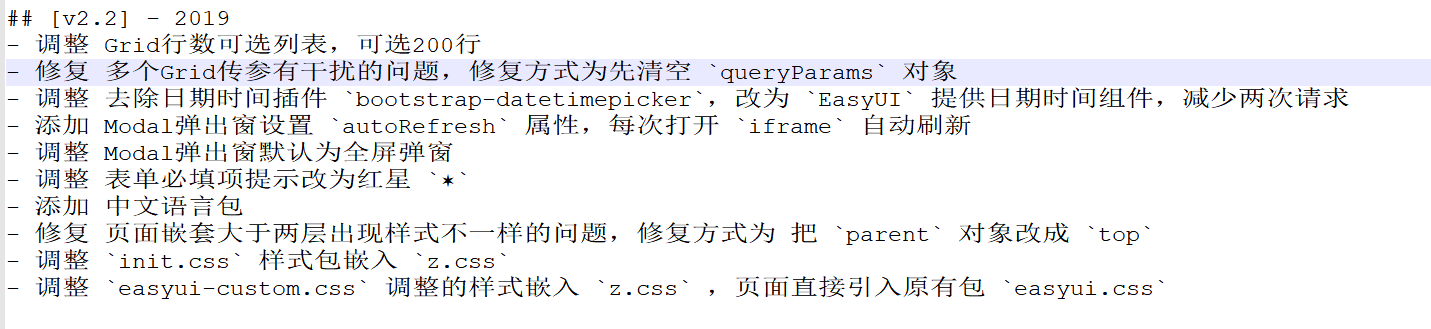 ## [v2.2] - 2019
- 调整 Grid行数可选列表，可选200行
- 修复 多个Grid传参有干扰的问题，修复方式为先清空 `queryParams` 对象
- 调整 去除日期时间插件 `bootstrap-datetimepicker`，改为 `EasyUI` 提供日期时间组件，减少两次请求
- 添加 Modal弹出窗设置 `autoRefresh` 属性，每次打开 `iframe` 自动刷新
- 调整 Modal弹出窗默认为全屏弹窗
- 调整 表单必填项提示改为红星 `✶`
- 添加 中文语言包
- 修复 页面嵌套大于两层出现样式不一样的问题，修复方式为 把 `parent` 对象改成 `top`
- 调整 `init.css` 样式包嵌入 `z.css`
- 调整 `easyui-custom.css` 调整的样式嵌入 `z.css` ，页面直接引入原有包 `easyui.css`